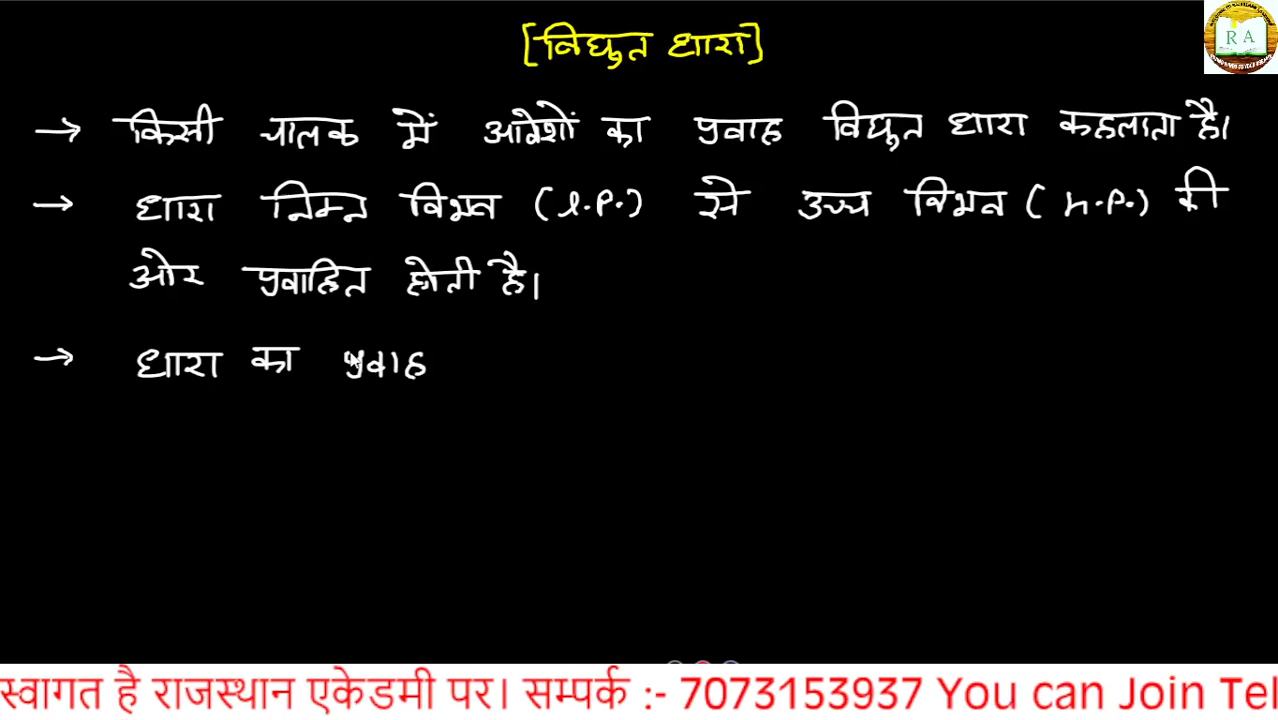 [विद्युत धारा]
R A
→ किसी चालक में आवेशों का प्रवाह विद्युत धारा कहलाता है।
→ धारा निम्न विभव (l.P.) से उच्च विभव (h.P.) की
ओर प्रवाहित होती है।
→ धारा का प्रवाह
स्वागत है राजस्थान एकेडमी पर। सम्पर्क :- 7073153937 You can Join Tel